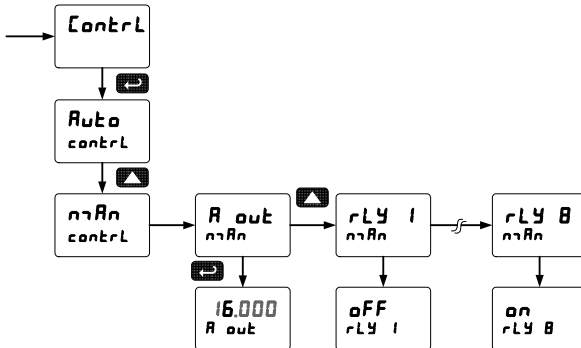 ContrL
Auto
contrL
mAn
contrL
A out
mAn
rLY 1
mAn
rLY 8
mAn
16.000
A out
oFF
rLY 1
on
rLY 8